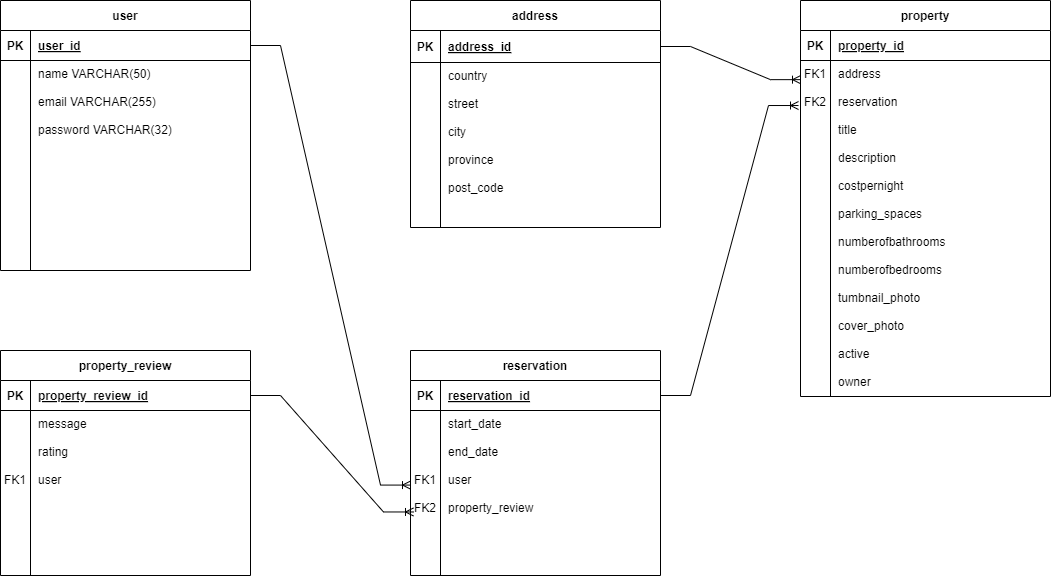 user
PK user_id
name VARCHAR(50)
email VARCHAR(255)
password VARCHAR(32)
address
PK address_id
country
street
city
province
post_code
property
PK property_id
FK1 address
FK2 reservation
title
description
costpernight
parking_spaces
numberofbathrooms
numberofbedrooms
tumbnail_photo
cover_photo
active
owner
property_review
PK property_review_id
message
rating
FK1 user
reservation
PK reservation_id
start_date
end_date
FK1 user
FK2 property_review